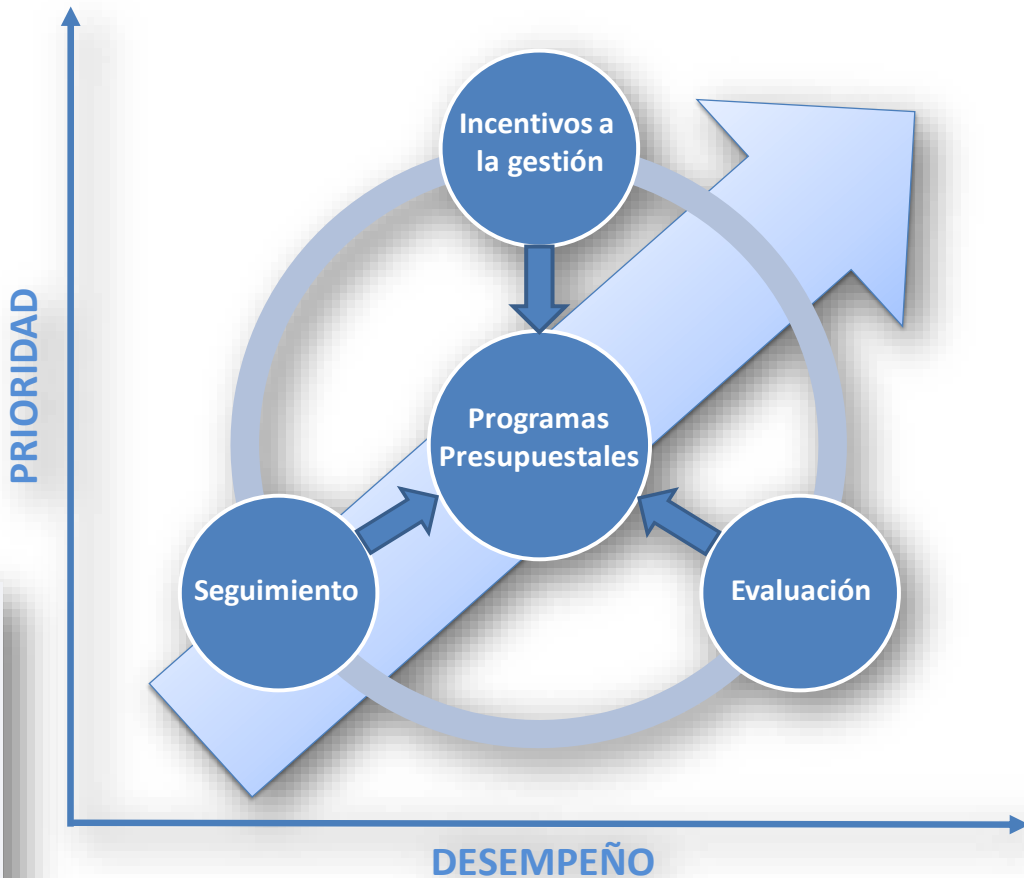 Incentivos a
la gestión
PRIORIDAD
Programas
Presupuestales
Seguimiento
Evaluación
DESEMPEÑO